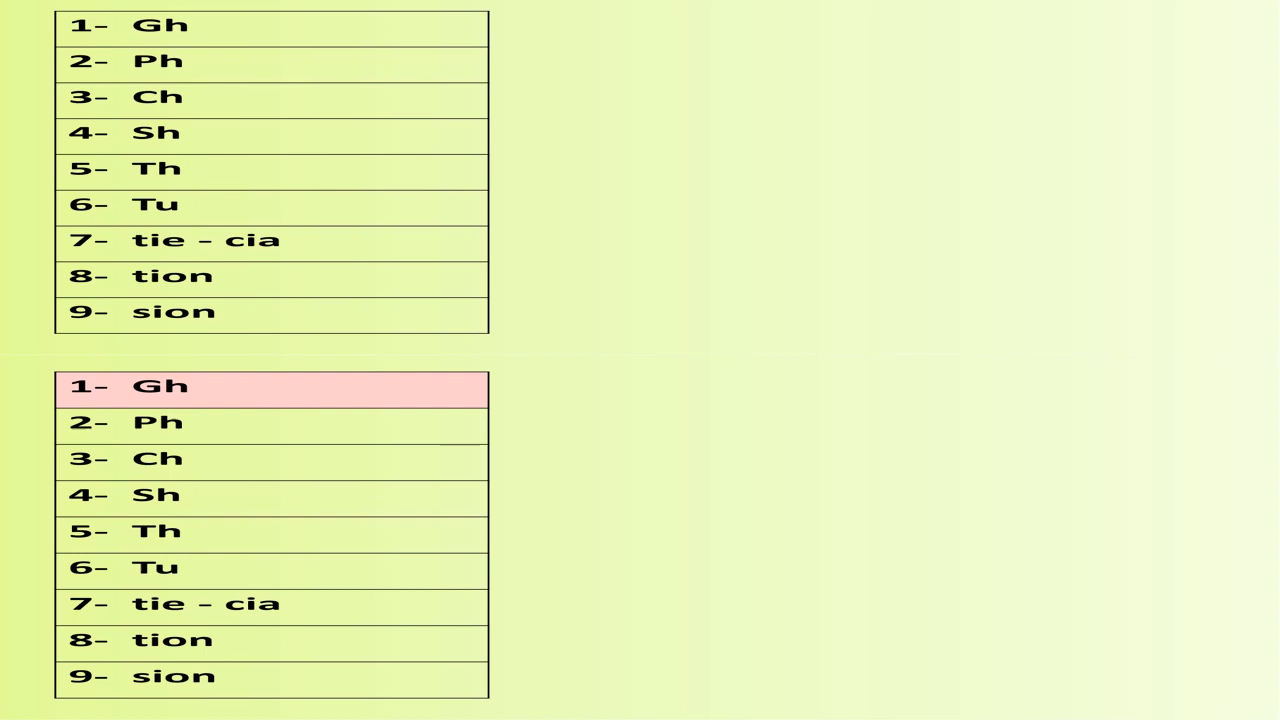 1- Gh
2- Ph
3- Ch
4- Sh
5- Th
6- Tu
7- tie – cia
8- tion
9- sion
1- Gh
2- Ph
3- Ch
4- Sh
5- Th
6- Tu
7- tie – cia
8- tion
9- sion